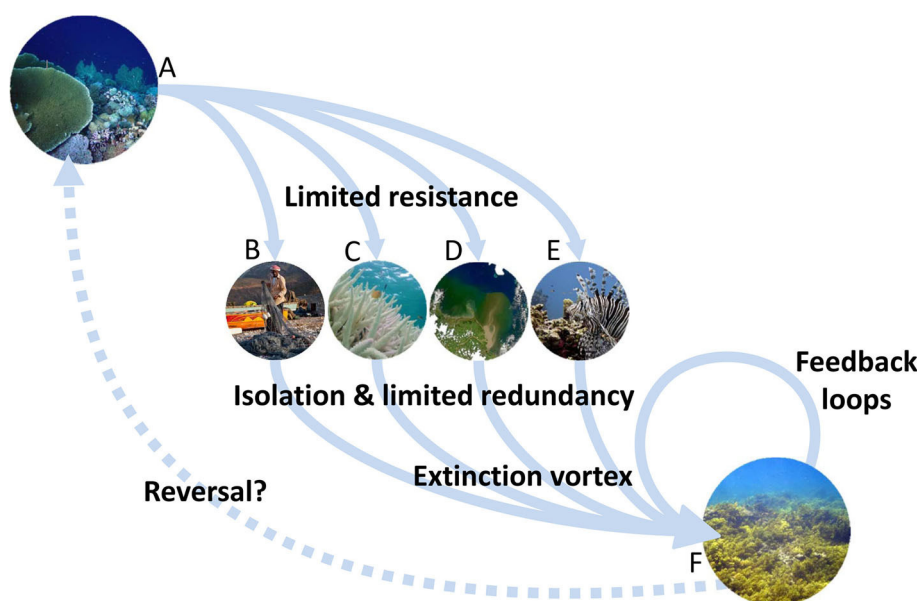 A
Limited resistance
B
C
D
E
Isolation & limited redundancy
Feedback
loops
Extinction vortex
Reversal?
F